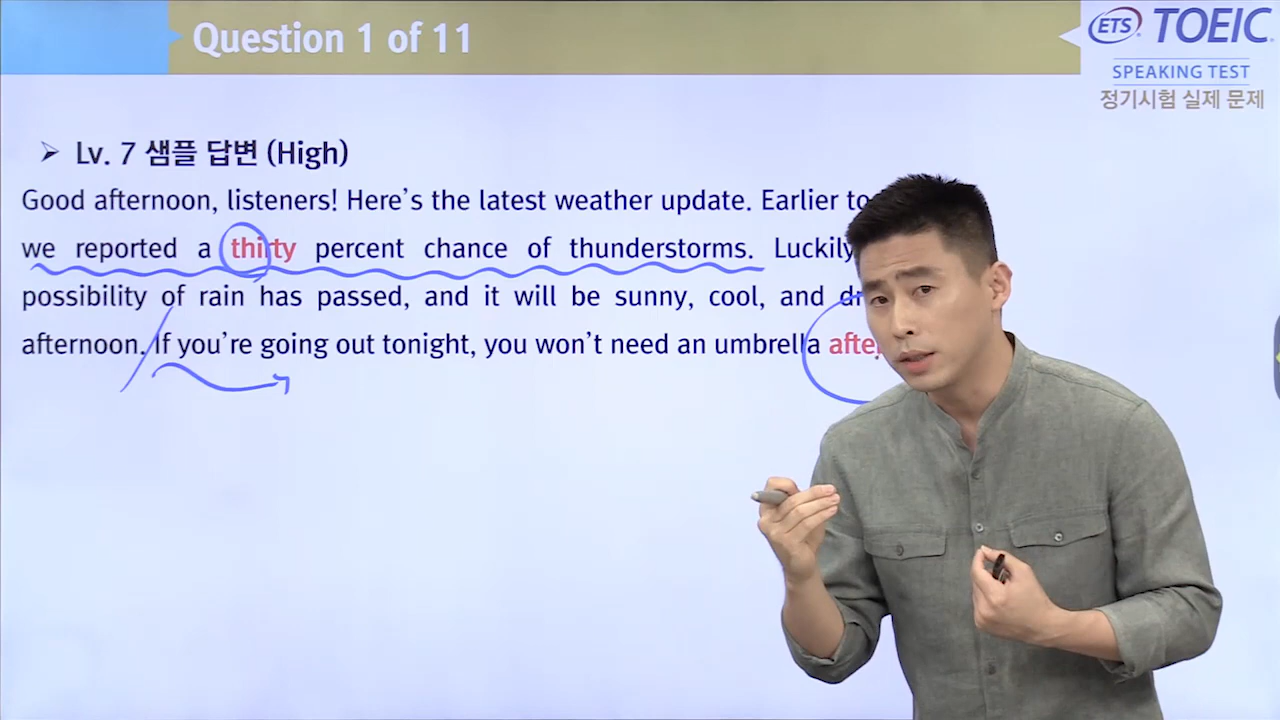 Question 1 of 11
ETS TOEIC
SPEAKING TEST
정기시험 실제 문제
Lv. 7 샘플 답변 (High)
Good afternoon, listeners! Here's the latest weather update. Earlier
we reported a thirty percent chance of thunderstorms. Luckily
possibility of rain has passed, and it will be sunny, cool, and
afternoon. If you're going out tonight, you won't need an umbrella